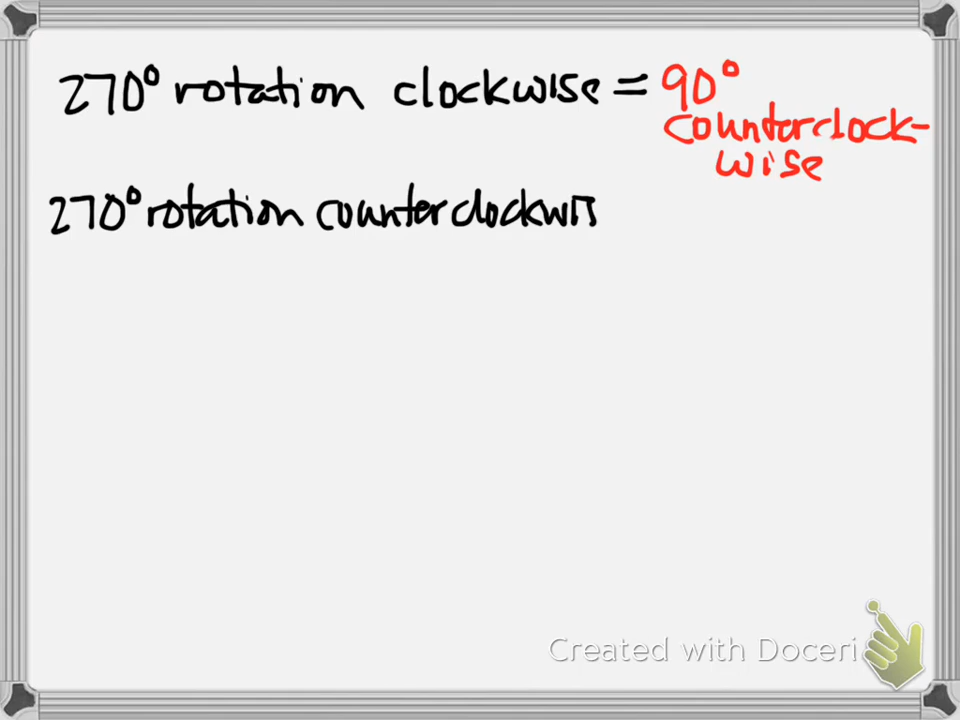 270° rotation clockwise = 90°
counterclock-
wise
270° rotation counterclockwis
Created with Doceri